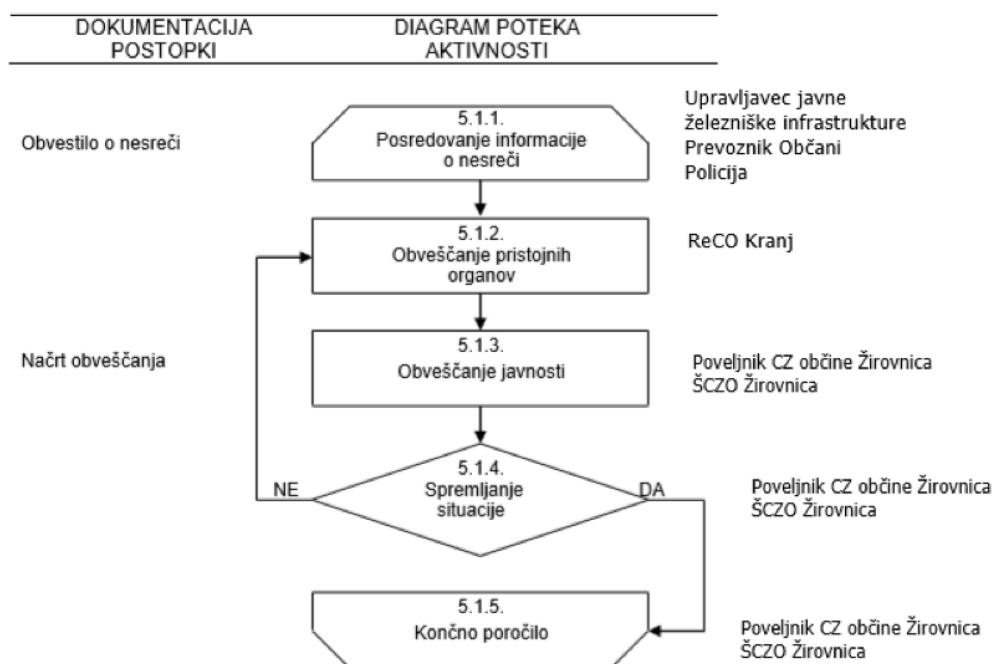 DOKUMENTACIJA
POSTOPKI
DIAGRAM POTEKA
AKTIVNOSTI
Obvestilo o nesreči
5.1.1.
Posredovanje informacije
o nesreči
Upravljavec javne
železniške infrastrukture
Prevoznik Občani
Policija
5.1.2.
Obveščanje pristojnih
organov
ReCO Kranj
Načrt obveščanja
5.1.3.
Obveščanje javnosti
Poveljnik CZ občine Žirovnica
ŠCZO Žirovnica
NE
5.1.4.
Spremljanje
situacije
DA
Poveljnik CZ občine Žirovnica
ŠCZO Žirovnica
5.1.5.
Končno poročilo
Poveljnik CZ občine Žirovnica
ŠCZO Žirovnica